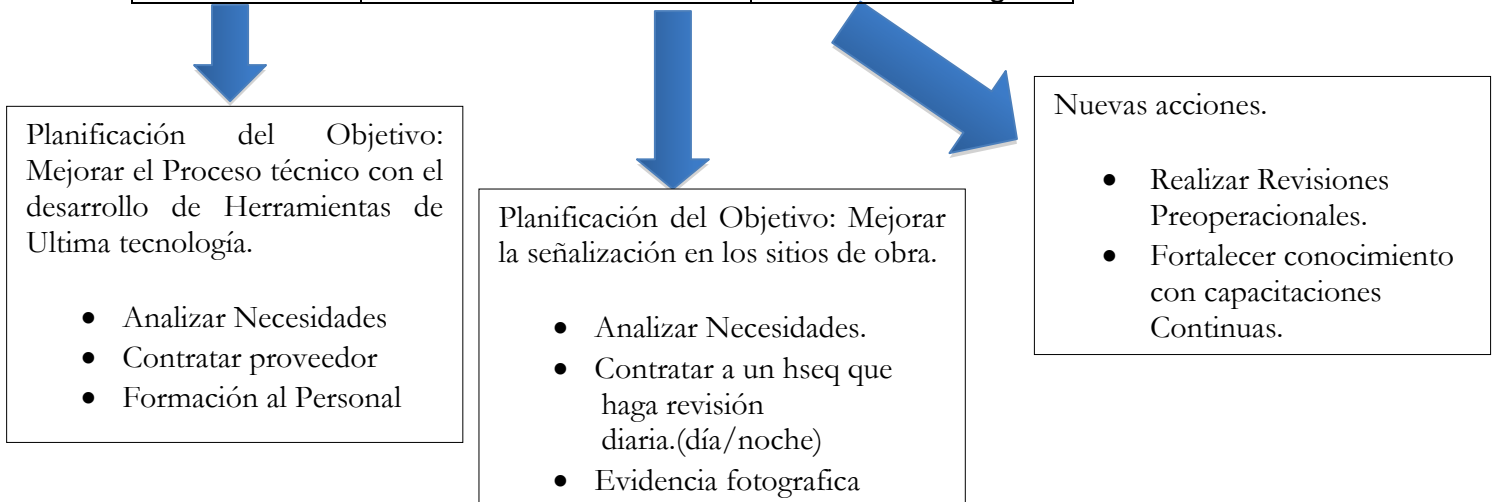 Planificación del Objetivo:
Mejorar el Proceso técnico con el
desarrollo de Herramientas de
Ultima tecnología.
• Analizar Necesidades
• Contratar proveedor
• Formación al Personal
Planificación del Objetivo: Mejorar
la señalización en los sitios de obra.
• Analizar Necesidades.
• Contratar a un hseq que
haga revisión
diaria.(día/noche)
• Evidencia fotografica
Nuevas acciones.
• Realizar Revisiones
Preoperacionales.
• Fortalecer conocimiento
con capacitaciones
Continuas.